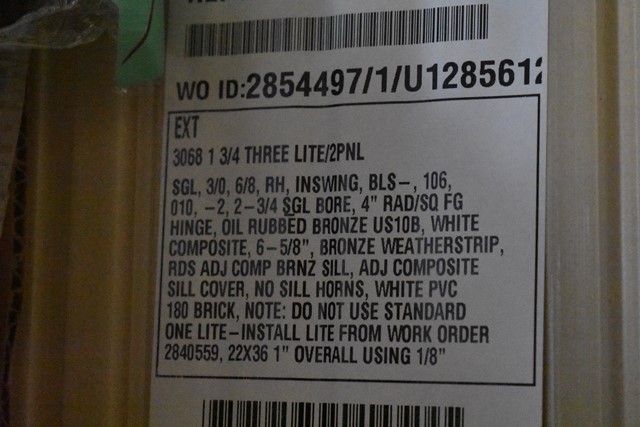 WO ID:2854497/1/U1285612
EXT
3068 1 3/4 THREE LITE/2PNL
SGL, 3/0, 6/8, RH, INSWING, BLS-, 106,
010, -2, 2-3/4 SGL BORE, 4" RAD/SQ FG
HINGE, OIL RUBBED BRONZE US10B, WHITE
COMPOSITE, 6-5/8", BRONZE WEATHERSTRIP,
RDS ADJ COMP BRNZ SILL, ADJ COMPOSITE
SILL COVER, NO SILL HORNS, WHITE PVC
180 BRICK, NOTE: DO NOT USE STANDARD
ONE LITE-INSTALL LITE FROM WORK ORDER
2840559, 22X36 1" OVERALL USING 1/8"